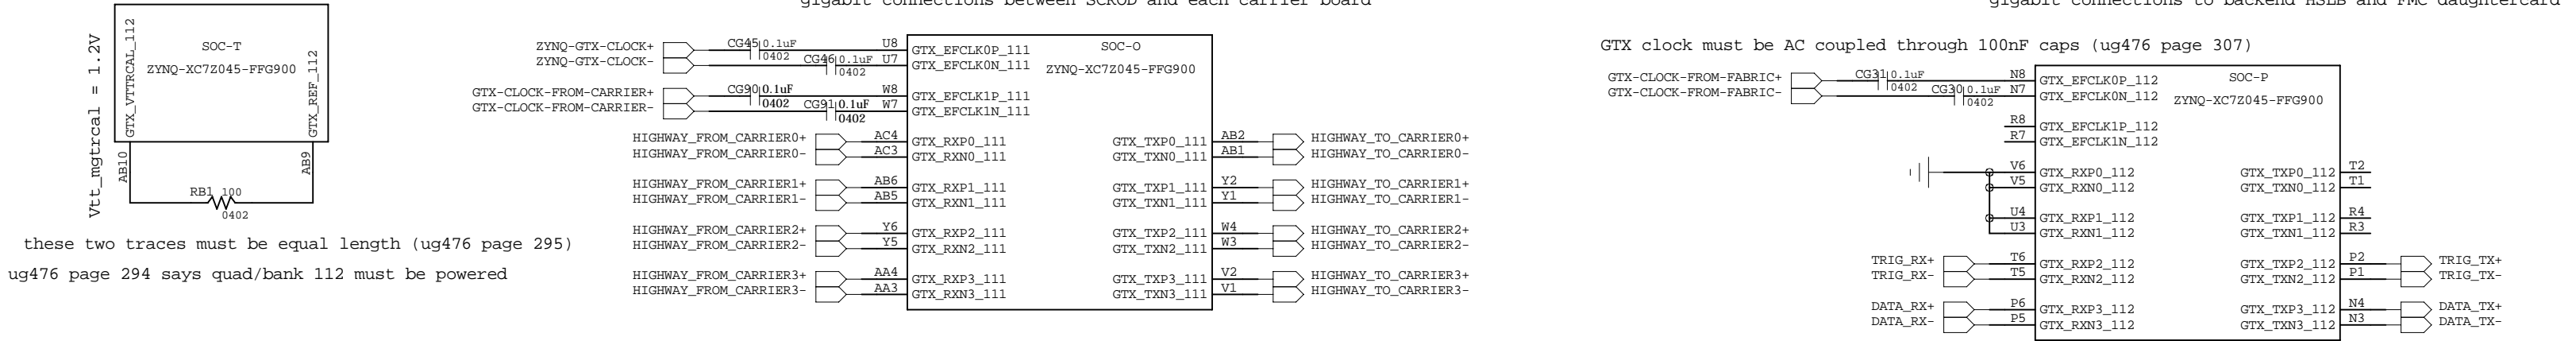 gigabit connections between SCROD and each carrier board
gigabit connections to backend HSLB and FMC daughtercard
Vtt_mgtrcal = 1.2V
GTX_VTTRCAL_112
SOC-T
ZYNQ-XC7Z045-FFG900
GTX_REF_112
AB10
AB9
RB1 100
0402
these two traces must be equal length (ug476 page 295)
ug476 page 294 says quad/bank 112 must be powered
ZYNQ-GTX-CLOCK+
ZYNQ-GTX-CLOCK-
CG45 0.1uF
0402
CG46 0.1uF
0402
U8
U7
GTX_EFCLK0P_111
GTX_EFCLK0N_111
SOC-O
ZYNQ-XC7Z045-FFG900
GTX-CLOCK-FROM-CARRIER+
GTX-CLOCK-FROM-CARRIER-
CG90 0.1uF
0402
CG91 0.1uF
0402
W8
W7
GTX_EFCLK1P_111
GTX_EFCLK1N_111
HIGHWAY_FROM_CARRIER0+ AC4 GTX_RXP0_111 GTX_TXP0_111 AB2 HIGHWAY_TO_CARRIER0+
HIGHWAY_FROM_CARRIER0- AC3 GTX_RXN0_111 GTX_TXN0_111 AB1 HIGHWAY_TO_CARRIER0-
HIGHWAY_FROM_CARRIER1+ AB6 GTX_RXP1_111 GTX_TXP1_111 Y2 HIGHWAY_TO_CARRIER1+
HIGHWAY_FROM_CARRIER1- AB5 GTX_RXN1_111 GTX_TXN1_111 Y1 HIGHWAY_TO_CARRIER1-
HIGHWAY_FROM_CARRIER2+ Y6 GTX_RXP2_111 GTX_TXP2_111 W4 HIGHWAY_TO_CARRIER2+
HIGHWAY_FROM_CARRIER2- Y5 GTX_RXN2_111 GTX_TXN2_111 W3 HIGHWAY_TO_CARRIER2-
HIGHWAY_FROM_CARRIER3+ AA4 GTX_RXP3_111 GTX_TXP3_111 V2 HIGHWAY_TO_CARRIER3+
HIGHWAY_FROM_CARRIER3- AA3 GTX_RXN3_111 GTX_TXN3_111 V1 HIGHWAY_TO_CARRIER3-
GTX clock must be AC coupled through 100nF caps (ug476 page 307)
GTX-CLOCK-FROM-FABRIC+
GTX-CLOCK-FROM-FABRIC-
CG31 0.1uF
0402
CG30 0.1uF
0402
N8
N7
GTX_EFCLK0P_112
GTX_EFCLK0N_112
SOC-P
ZYNQ-XC7Z045-FFG900
R8 GTX_EFCLK1P_112
R7 GTX_EFCLK1N_112
V6 GTX_RXP0_112 GTX_TXP0_112 T2
V5 GTX_RXN0_112 GTX_TXN0_112 T1
U4 GTX_RXP1_112 GTX_TXP1_112 R4
U3 GTX_RXN1_112 GTX_TXN1_112 R3
TRIG_RX+ T6 GTX_RXP2_112 GTX_TXP2_112 P2 TRIG_TX+
TRIG_RX- T5 GTX_RXN2_112 GTX_TXN2_112 P1 TRIG_TX-
DATA_RX+ P6 GTX_RXP3_112 GTX_TXP3_112 N4 DATA_TX+
DATA_RX- P5 GTX_RXN3_112 GTX_TXN3_112 N3 DATA_TX-